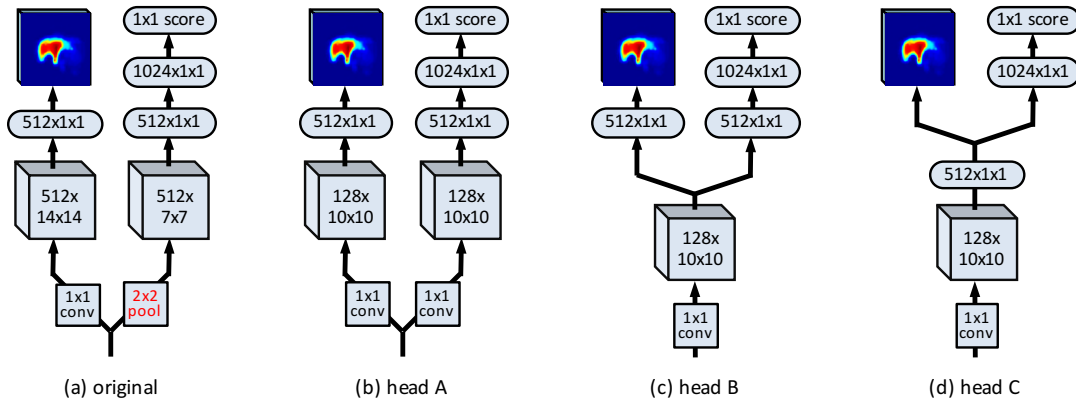 1x1 score
1024x1x1
512x1x1
512x1x1
512x
14x14
512x
7x7
1x1
conv
2x2
pool
(a) original
1x1 score
1024x1x1
512x1x1
512x1x1
128x
10x10
128x
10x10
1x1
conv
1x1
conv
(b) head A
1x1 score
1024x1x1
512x1x1
512x1x1
128x
10x10
1x1
conv
(c) head B
1x1 score
1024x1x1
512x1x1
128x
10x10
1x1
conv
(d) head C